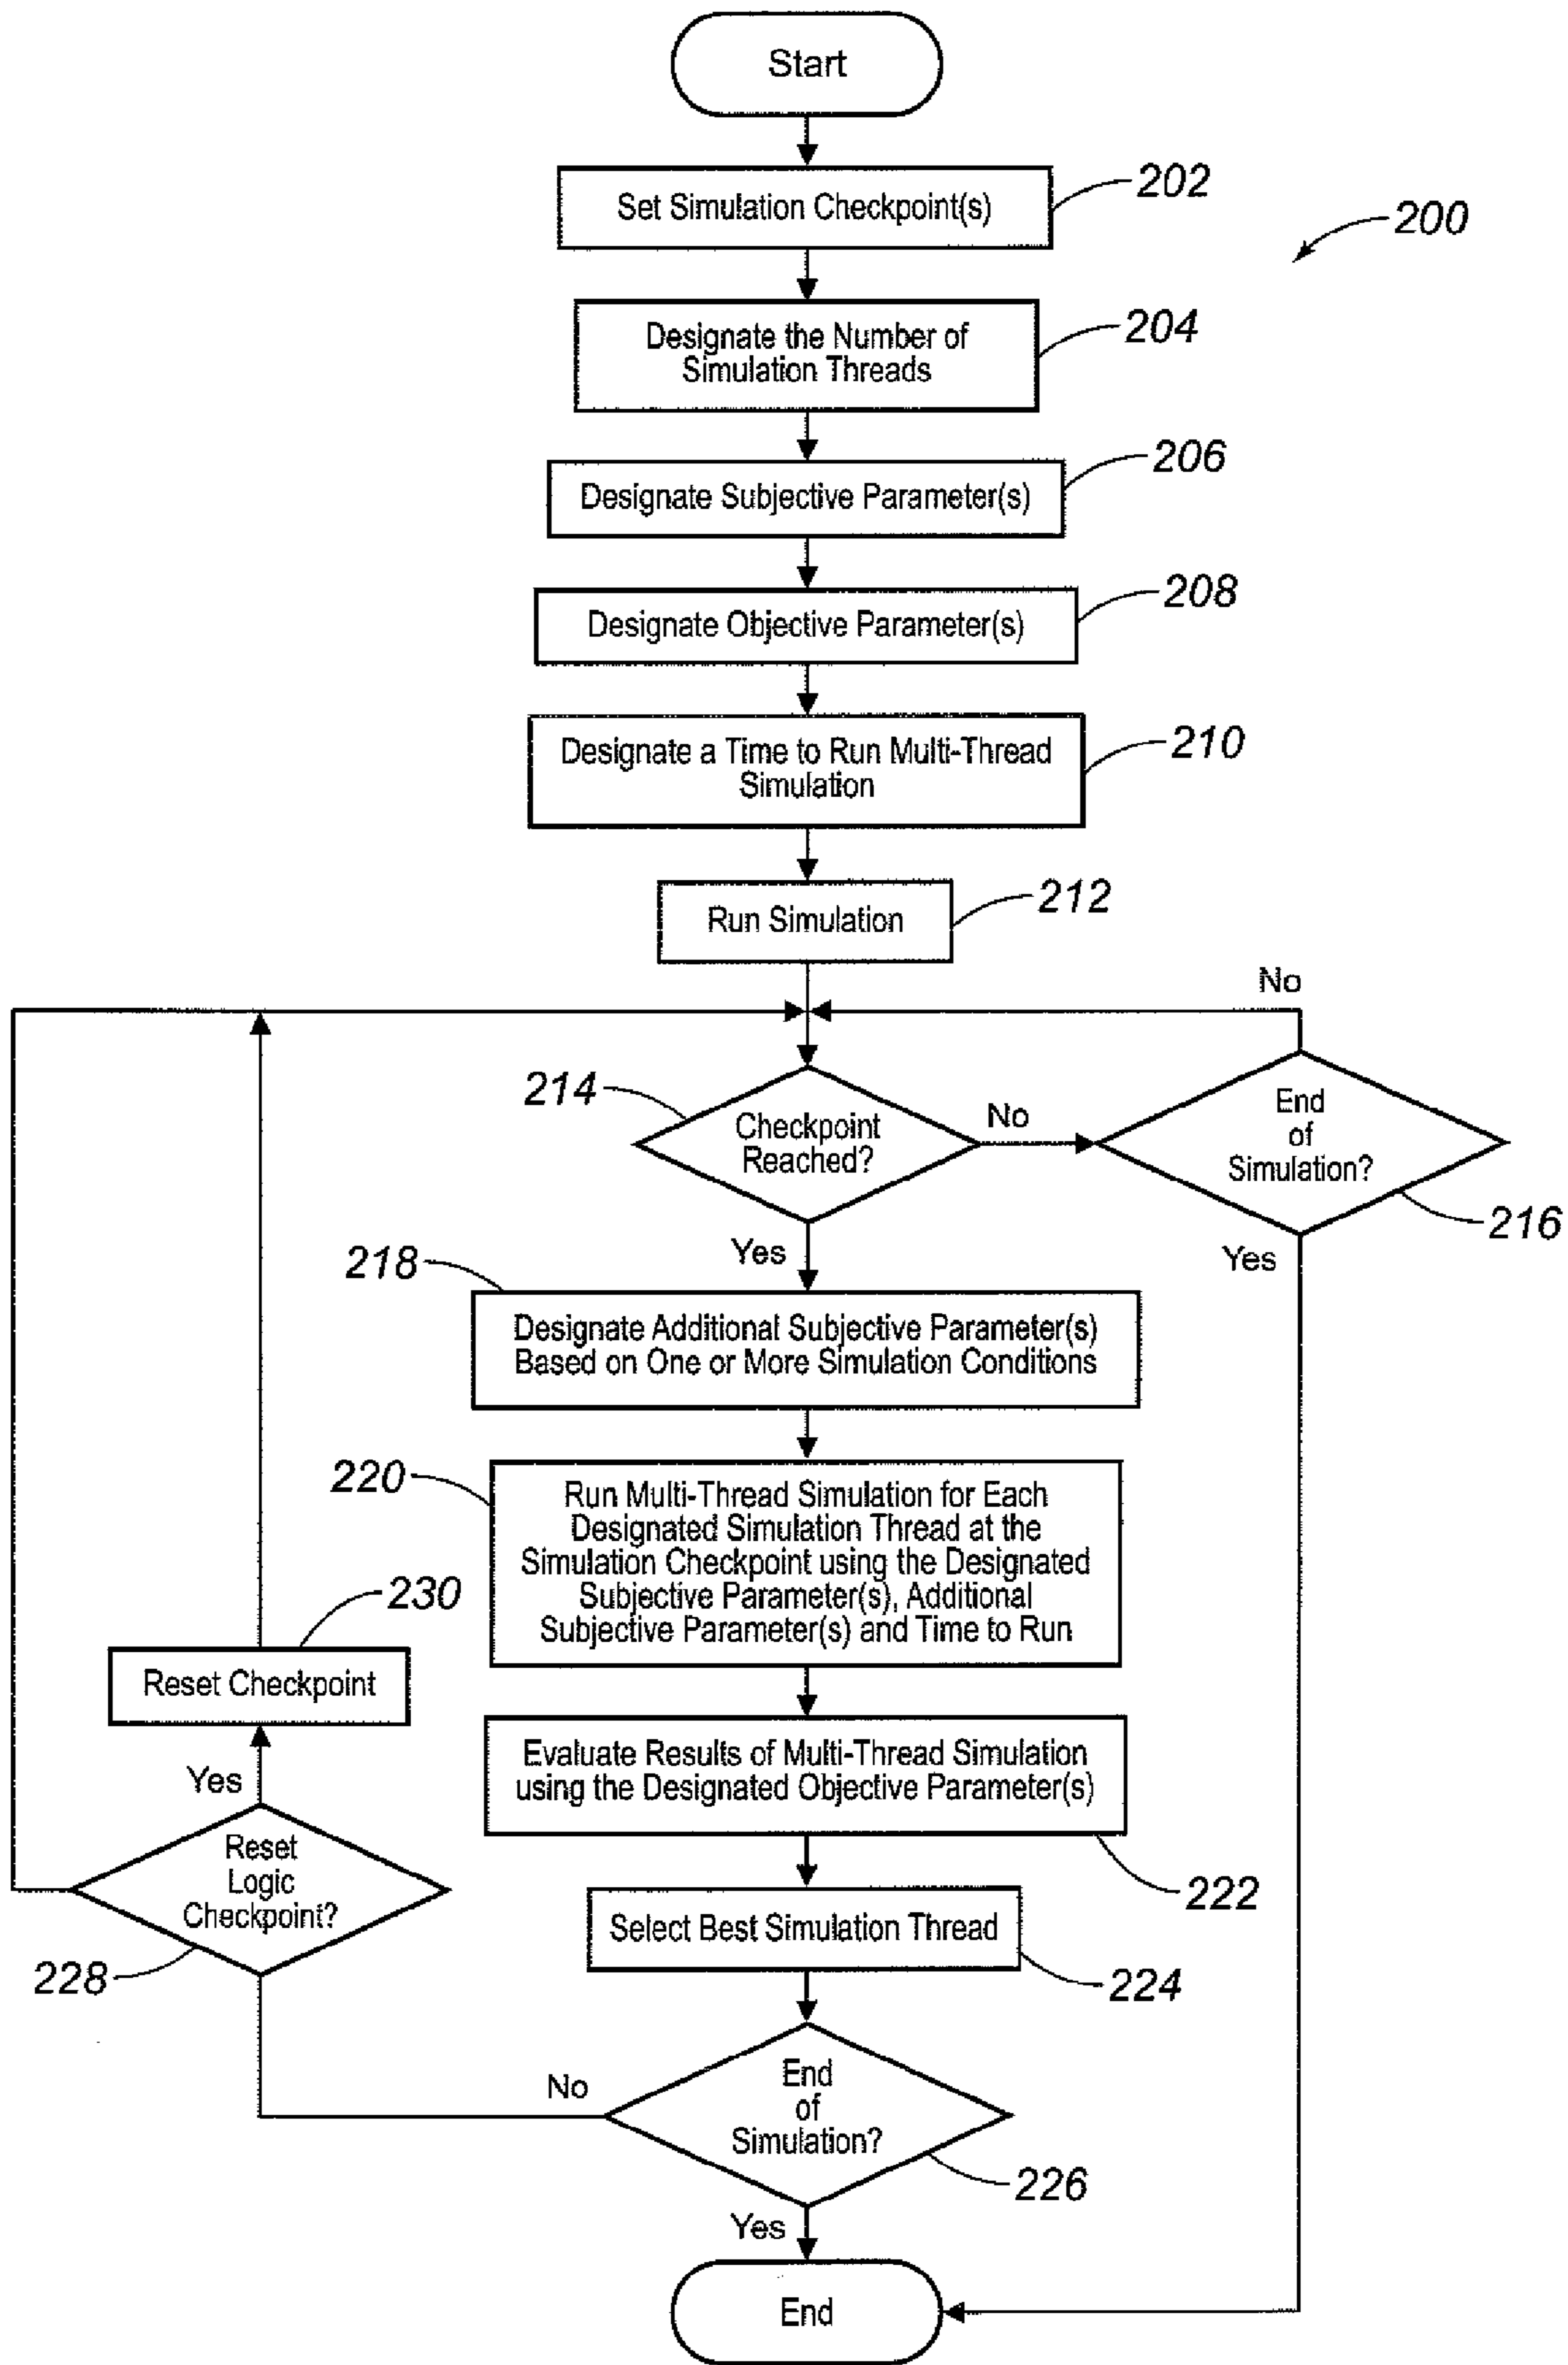 Start
202
Set Simulation Checkpoint(s)
200
204
Designate the Number of
Simulation Threads
206
Designate Subjective Parameter(s)
208
Designate Objective Parameter(s)
210
Designate a Time to Run Multi-Thread
Simulation
212
Run Simulation
No
214
Checkpoint
Reached?
No
End
of
Simulation?
216
Yes
Yes
218
Designate Additional Subjective Parameter(s)
Based on One or More Simulation Conditions
220
Run Multi-Thread Simulation for Each
Designated Simulation Thread at the
Simulation Checkpoint using the Designated
Subjective Parameter(s), Additional
Subjective Parameter(s) and Time to Run
230
Reset Checkpoint
Evaluate Results of Multi-Thread Simulation
using the Designated Objective Parameter(s)
222
Yes
Reset
Logic
Checkpoint?
228
Select Best Simulation Thread
224
No
End
of
Simulation?
226
Yes
End